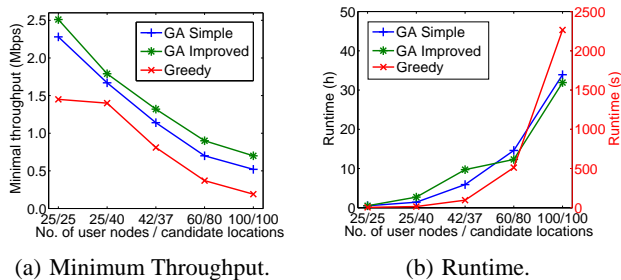 Minimal throughput (Mbps)
2.5
2.0
1.5
1.0
0.5
0.0
GA Simple
GA Improved
Greedy
25/25 25/40 42/37 60/80 100/100
No. of user nodes / candidate locations
(a) Minimum Throughput.
Runtime (h)
50
40
30
20
10
0
GA Simple
GA Improved
Greedy
2500
2000
1500
1000
500
0
Runtime (s)
25/25 25/40 42/37 60/80 100/100
No. of user nodes / candidate locations
(b) Runtime.